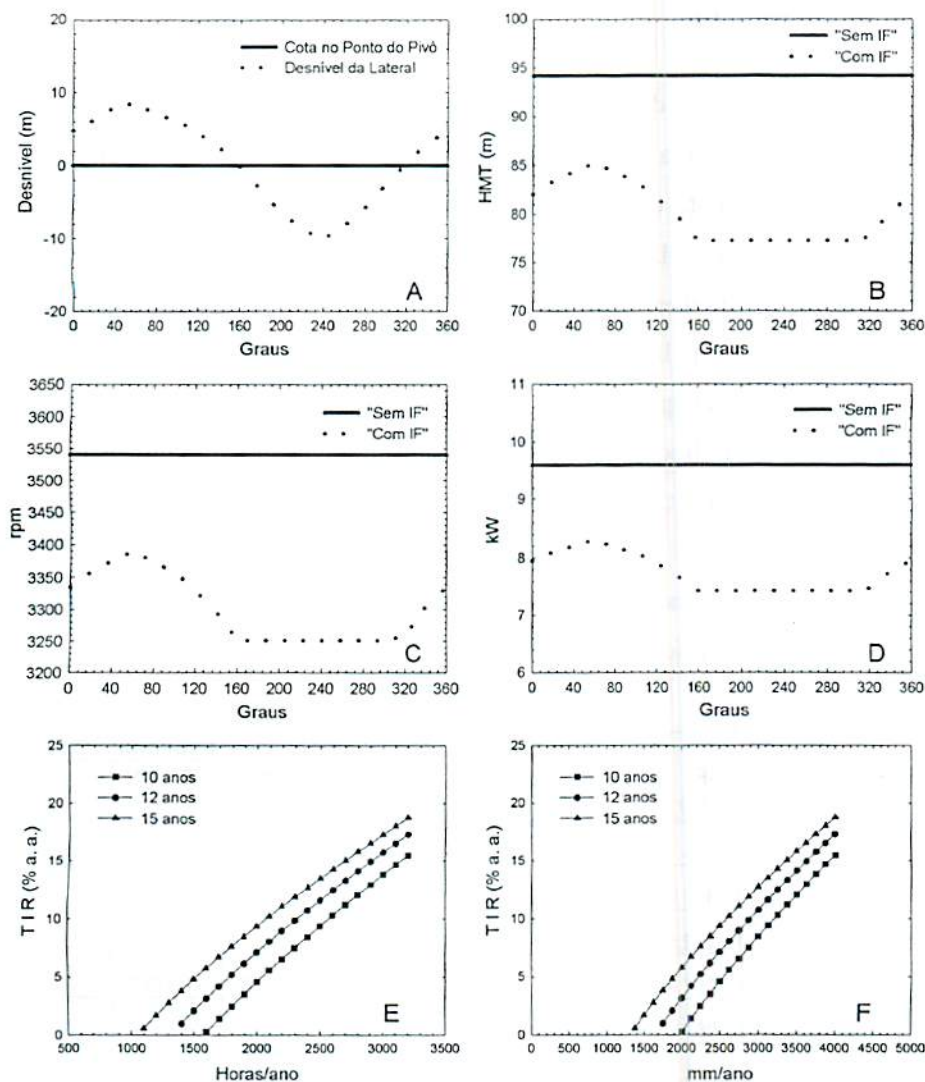 20
10
0
-10
-20
Desnível (m)
Cota no Ponto do Pivô
Desnível da Lateral
A
0 40 80 120 160 200 240 280 320 360
Graus
100
95
90
85
80
75
70
HMT (m)
"Sem IF"
"Com IF"
B
0 40 80 120 160 200 240 280 320 360
Graus
3650
3600
3550
3500
3450
3400
3350
3300
3250
3200
rpm
"Sem IF"
"Com IF"
C
0 40 80 120 160 200 240 280 320 360
Graus
11
10
9
8
7
6
kW
"Sem IF"
"Com IF"
D
0 40 80 120 160 200 240 280 320 360
Graus
25
20
15
10
5
0
T I R (% a. a.)
10 anos
12 anos
15 anos
E
500 1000 1500 2000 2500 3000 3500
Horas/ano
25
20
15
10
5
0
T I R (% a. a.)
10 anos
12 anos
15 anos
F
0 500 1000 1500 2000 2500 3000 3500 4000 4500 5000
mm/ano